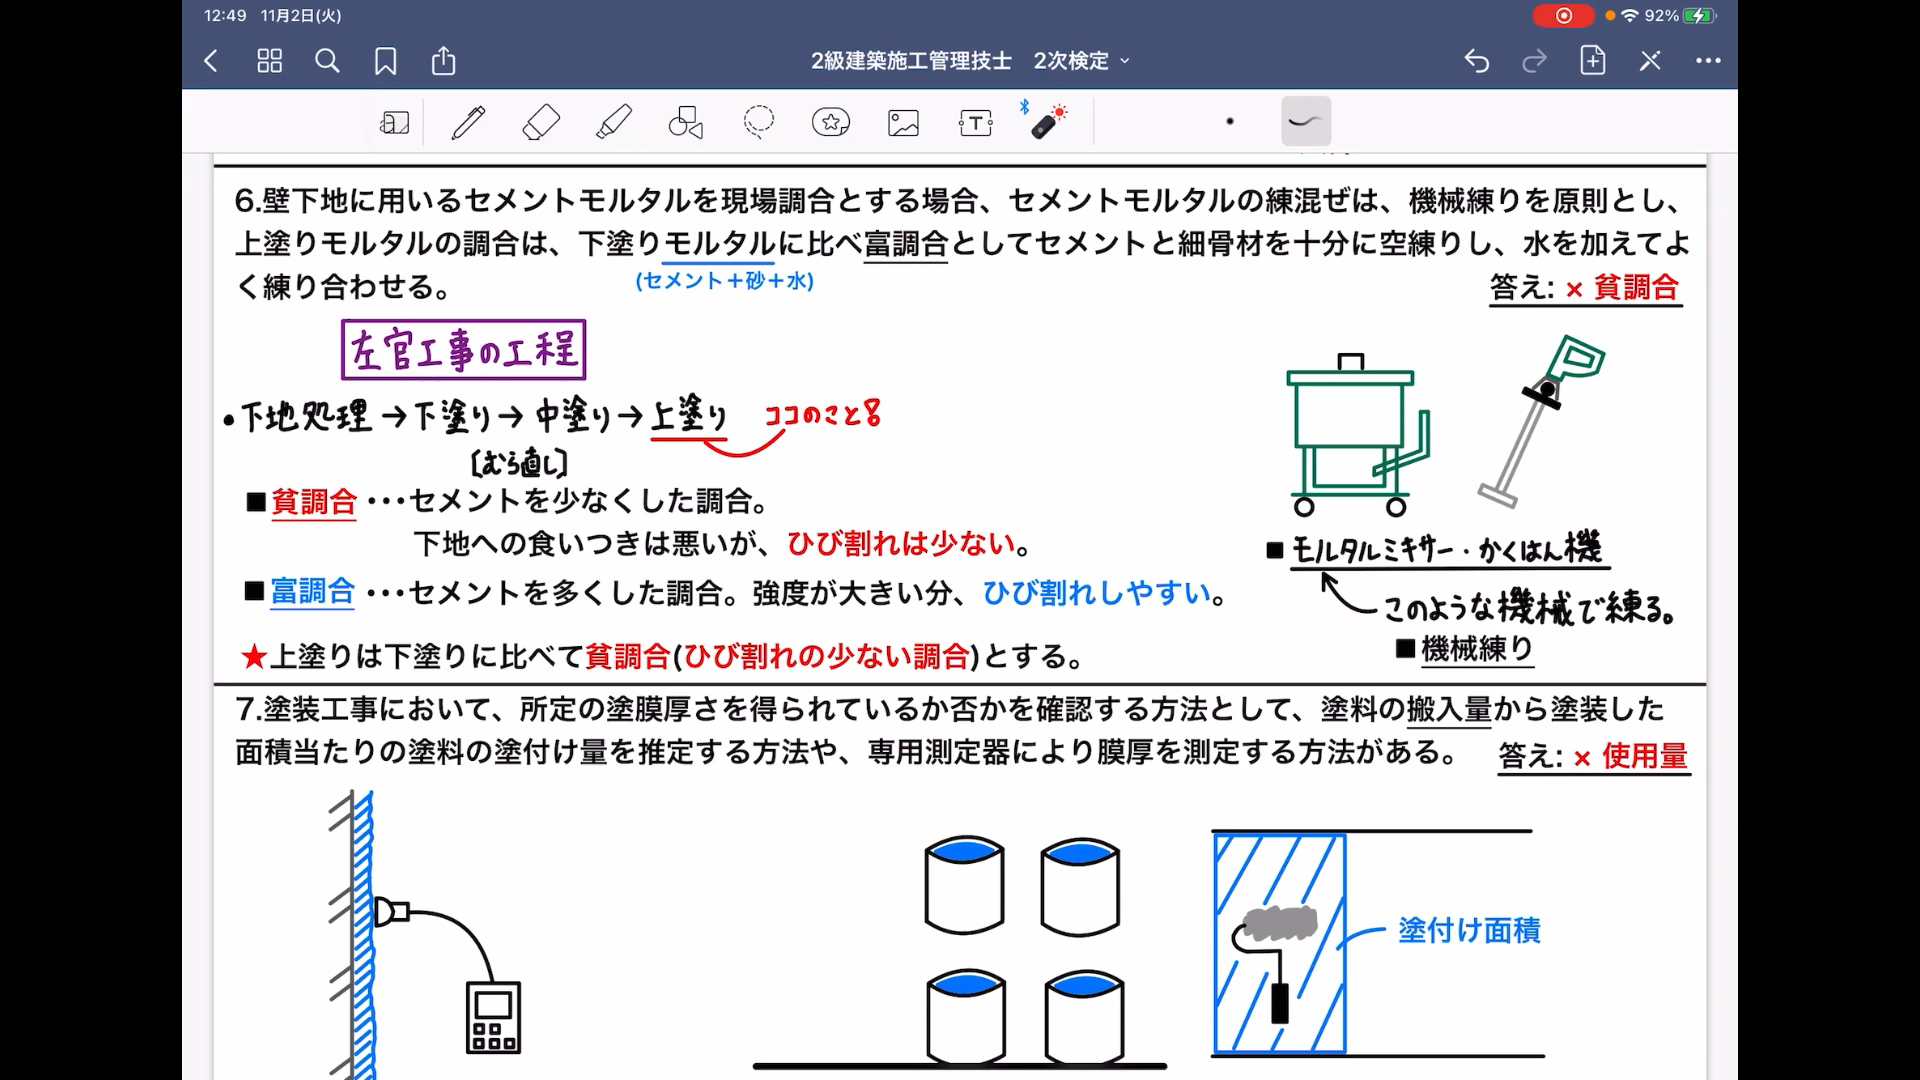 12:49 11月2日(火)
92%
2級建築施工管理技士 2次検定
6.壁下地に用いるセメントモルタルを現場調合とする場合、セメントモルタルの練混ぜは、機械練りを原則とし、
上塗りモルタルの調合は、下塗りモルタルに比べ富調合としてセメントと細骨材を十分に空練りし、水を加えてよ
(セメント+砂+水)
く練り合わせる。
答え: × 貧調合
左官工事の工程
•下地処理→下塗り→中塗り→上塗り ココのこと!
[むら直し]
■貧調合・・・セメントを少なくした調合。
下地への食いつきは悪いが、ひび割れは少ない。
■富調合・・・セメントを多くした調合。強度が大きい分、ひび割れしやすい。
★上塗りは下塗りに比べて貧調合(ひび割れの少ない調合)とする。
■モルタルミキサー・かくはん機
このような機械で練る。
■機械練り
7.塗装工事において、所定の塗膜厚さを得られているか否かを確認する方法として、塗料の搬入量から塗装した
面積当たりの塗料の塗付け量を推定する方法や、専用測定器により膜厚を測定する方法がある。
答え: × 使用量
塗付け面積